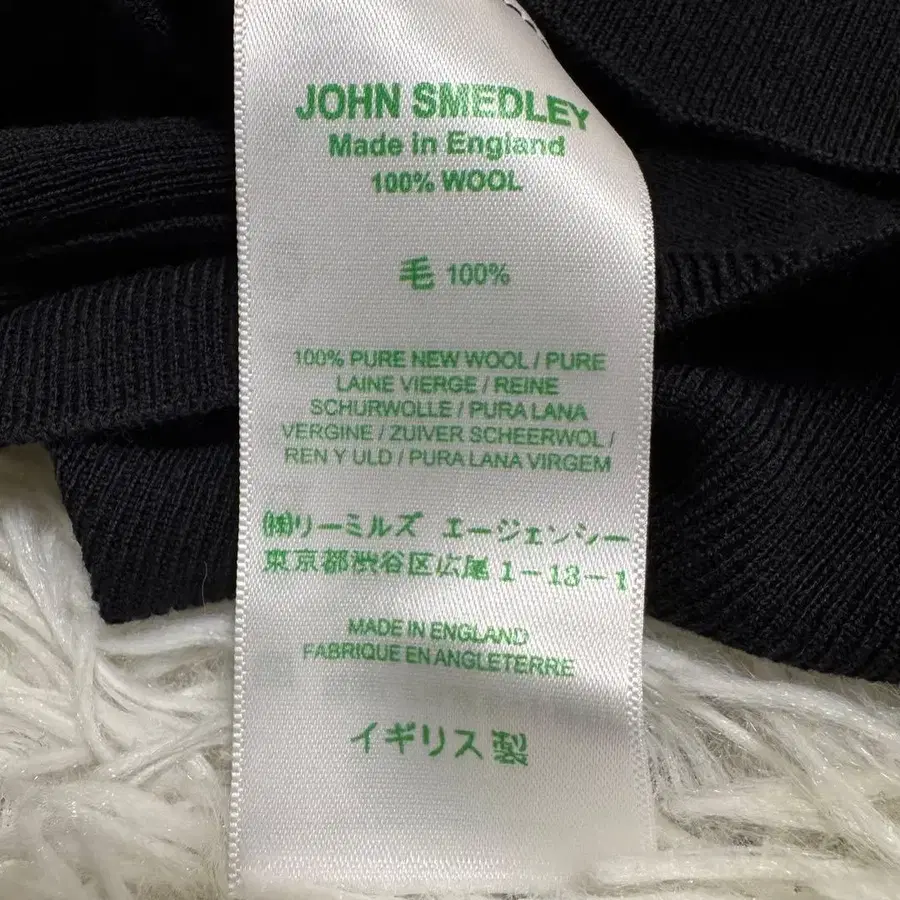 JOHN SMEDLEY
Made in England
100% WOOL
毛 100%
100% PURE NEW WOOL / PURE
LAINE VIERGE / REINE
SCHURWOLLE / PURA LANA
VERGINE / ZUIVER SCHEERWOL /
REN Y ULD / PURA LANA VIRGEM
㈱リーミルズ エージェンシー
東京都渋谷区広尾 1-13-1
MADE IN ENGLAND
FABRIQUE EN ANGLETERRE
イギリス製